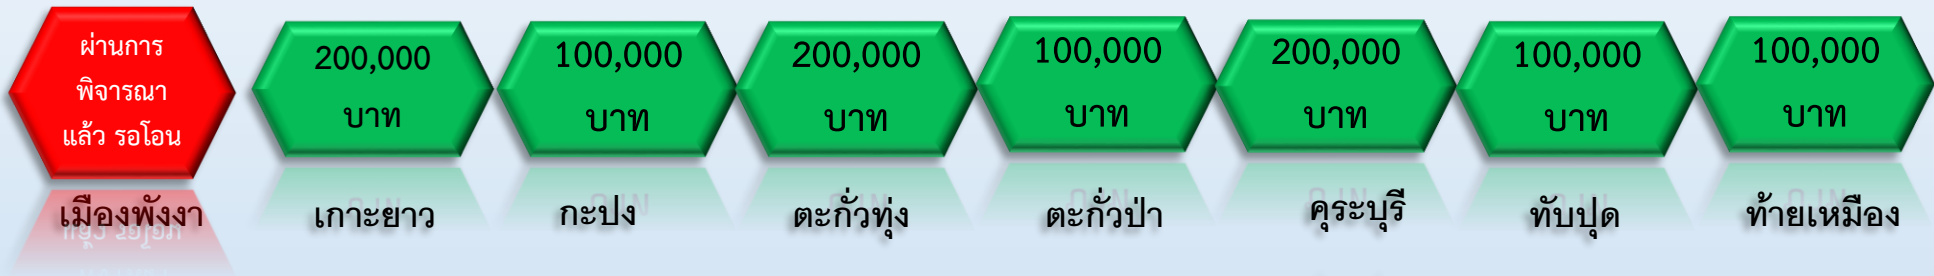 ผ่านการ
พิจารณา
แล้ว รอโอน
เมืองพังงา
200,000
บาท
เกาะยาว
100,000
บาท
กะปง
200,000
บาท
ตะกั่วทุ่ง
100,000
บาท
ตะกั่วป่า
200,000
บาท
คุระบุรี
100,000
บาท
ทับปุด
100,000
บาท
ท้ายเหมือง